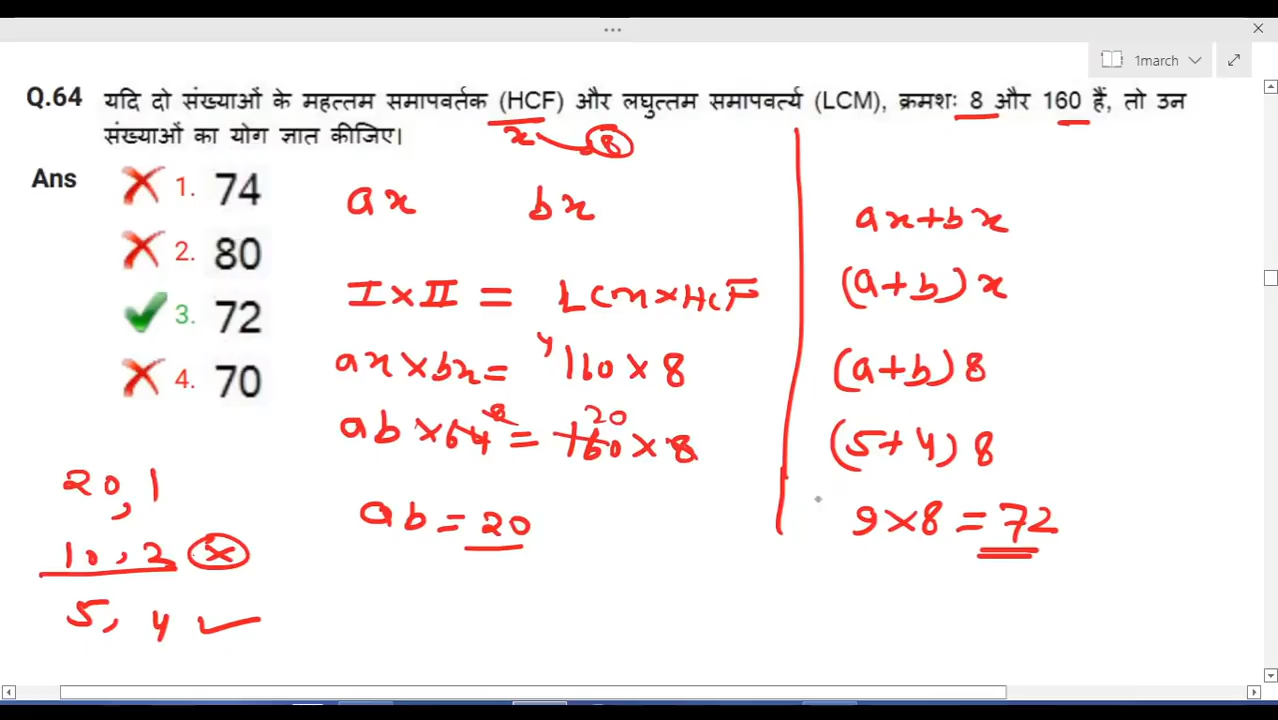 1march
Q.64 यदि दो संख्याओं के महत्तम समापवर्तक (HCF) और लघुत्तम समापवर्त्य (LCM), क्रमशः 8 और 160 हैं, तो उन
संख्याओं का योग ज्ञात कीजिए।
x 8
Ans
1. 74
2. 80
3. 72
4. 70
ax bx
I × II = LCM × HCF
ax × bx = 160 × 8
ab × 64 = 160 × 8
8 20
ab = 20
20, 1
10, 2 ×
5, 4 ✓
ax + bx
(a + b) x
(a + b) 8
(5 + 4) 8
9 × 8 = 72